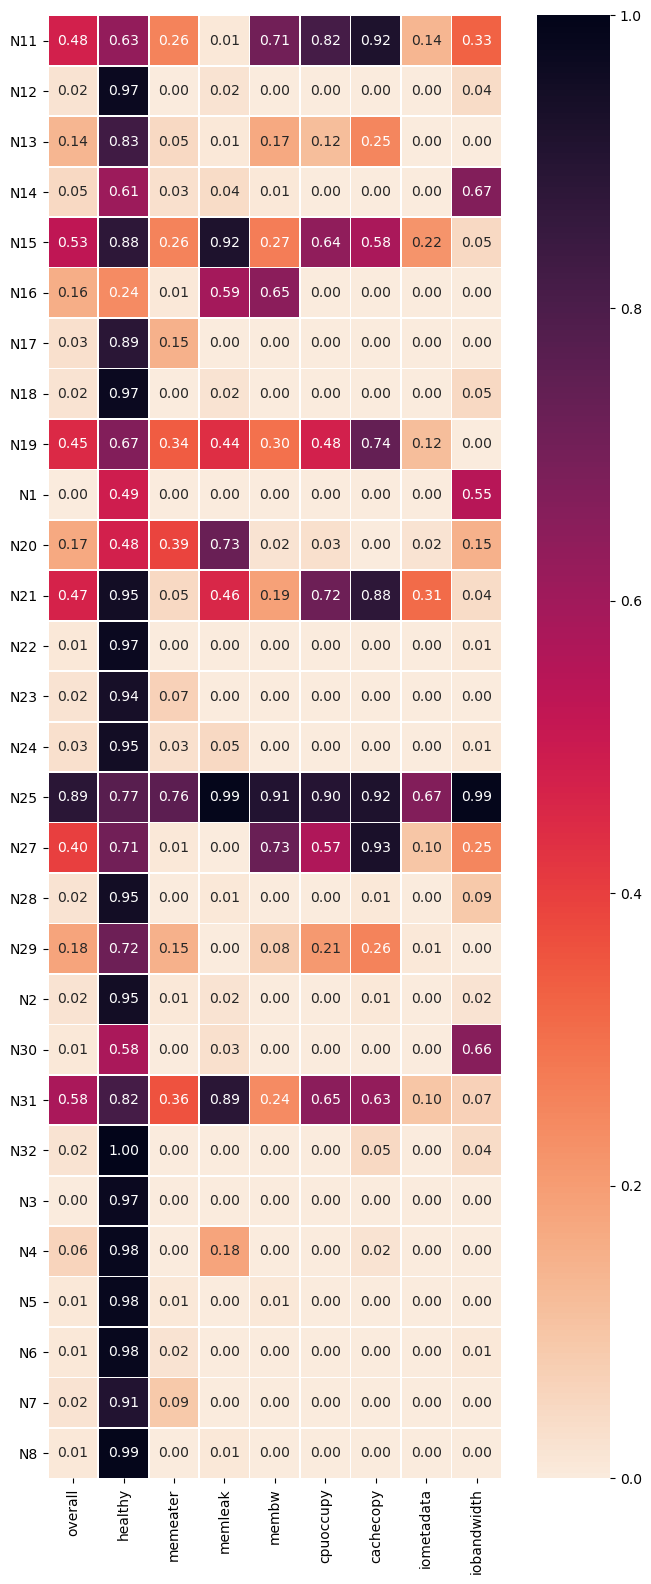 N11 0.48 0.63 0.26 0.01 0.71 0.82 0.92 0.14 0.33
N12 0.02 0.97 0.00 0.02 0.00 0.00 0.00 0.00 0.04
N13 0.14 0.83 0.05 0.01 0.17 0.12 0.25 0.00 0.00
N14 0.05 0.61 0.03 0.04 0.01 0.00 0.00 0.00 0.67
N15 0.53 0.88 0.26 0.92 0.27 0.64 0.58 0.22 0.05
N16 0.16 0.24 0.01 0.59 0.65 0.00 0.00 0.00 0.00
N17 0.03 0.89 0.15 0.00 0.00 0.00 0.00 0.00 0.00
N18 0.02 0.97 0.00 0.02 0.00 0.00 0.00 0.00 0.05
N19 0.45 0.67 0.34 0.44 0.30 0.48 0.74 0.12 0.00
N1 0.00 0.49 0.00 0.00 0.00 0.00 0.00 0.00 0.55
N20 0.17 0.48 0.39 0.73 0.02 0.03 0.00 0.02 0.15
N21 0.47 0.95 0.05 0.46 0.19 0.72 0.88 0.31 0.04
N22 0.01 0.97 0.00 0.00 0.00 0.00 0.00 0.00 0.01
N23 0.02 0.94 0.07 0.00 0.00 0.00 0.00 0.00 0.00
N24 0.03 0.95 0.03 0.05 0.00 0.00 0.00 0.00 0.01
N25 0.89 0.77 0.76 0.99 0.91 0.90 0.92 0.67 0.99
N27 0.40 0.71 0.01 0.00 0.73 0.57 0.93 0.10 0.25
N28 0.02 0.95 0.00 0.01 0.00 0.00 0.01 0.00 0.09
N29 0.18 0.72 0.15 0.00 0.08 0.21 0.26 0.01 0.00
N2 0.02 0.95 0.01 0.02 0.00 0.00 0.01 0.00 0.02
N30 0.01 0.58 0.00 0.03 0.00 0.00 0.00 0.00 0.66
N31 0.58 0.82 0.36 0.89 0.24 0.65 0.63 0.10 0.07
N32 0.02 1.00 0.00 0.00 0.00 0.00 0.05 0.00 0.04
N3 0.00 0.97 0.00 0.00 0.00 0.00 0.00 0.00 0.00
N4 0.06 0.98 0.00 0.18 0.00 0.00 0.02 0.00 0.00
N5 0.01 0.98 0.01 0.00 0.01 0.00 0.00 0.00 0.00
N6 0.01 0.98 0.02 0.00 0.00 0.00 0.00 0.00 0.01
N7 0.02 0.91 0.09 0.00 0.00 0.00 0.00 0.00 0.00
N8 0.01 0.99 0.00 0.01 0.00 0.00 0.00 0.00 0.00
overall
healthy
memeater
memleak
membw
cpuoccupy
cachecopy
iometadata
iobandwidth
1.0
0.8
0.6
0.4
0.2
0.0